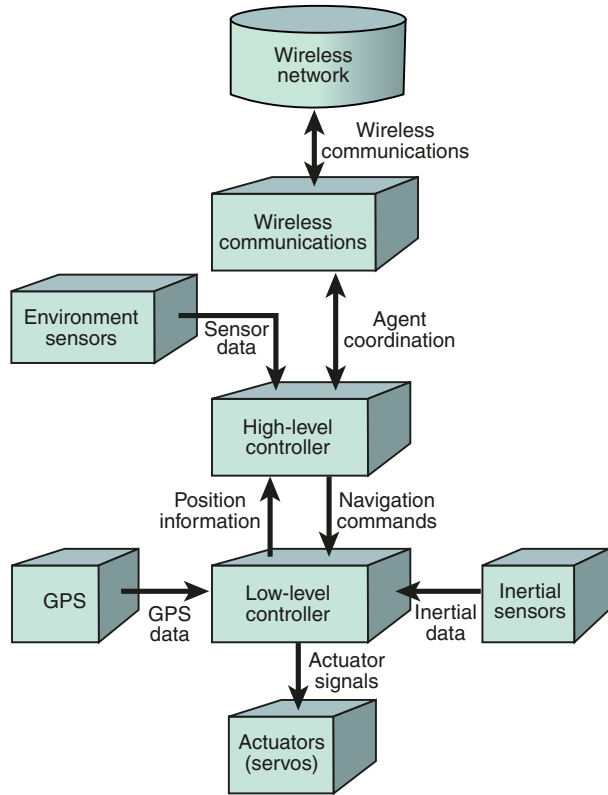 Wireless
network
Wireless
communications
Wireless
communications
Environment
sensors
Sensor
data
Agent
coordination
High-level
controller
Position
information
Navigation
commands
GPS
GPS
data
Low-level
controller
Inertial
data
Inertial
sensors
Actuator
signals
Actuators
(servos)